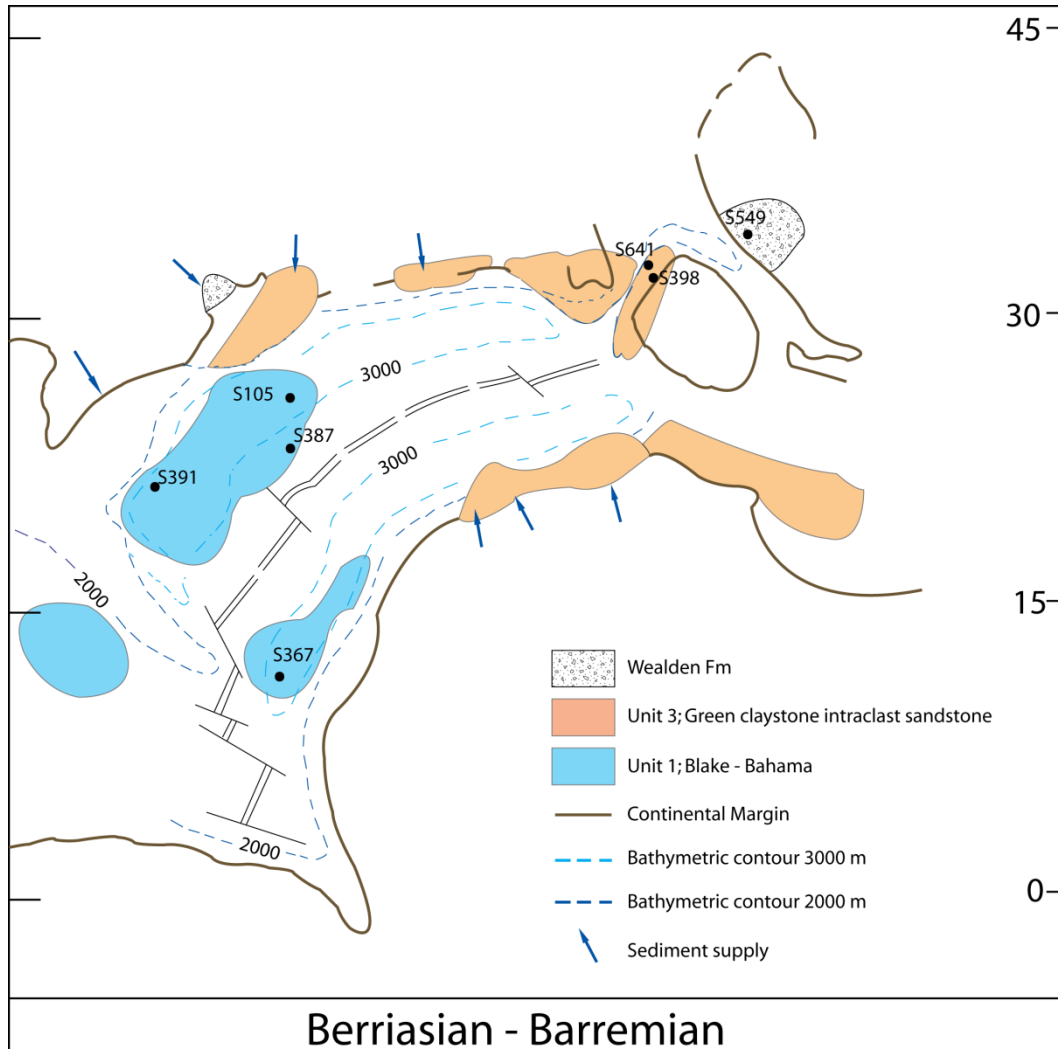 45
S549
S641
S398
30
3000
S105
S387
3000
S391
2000
15
S367
Wealden Fm
Unit 3; Green claystone intraclast sandstone
Unit 1; Blake - Bahama
Continental Margin
2000
Bathymetric contour 3000 m
0
Bathymetric contour 2000 m
Sediment supply
Berriasian - Barremian